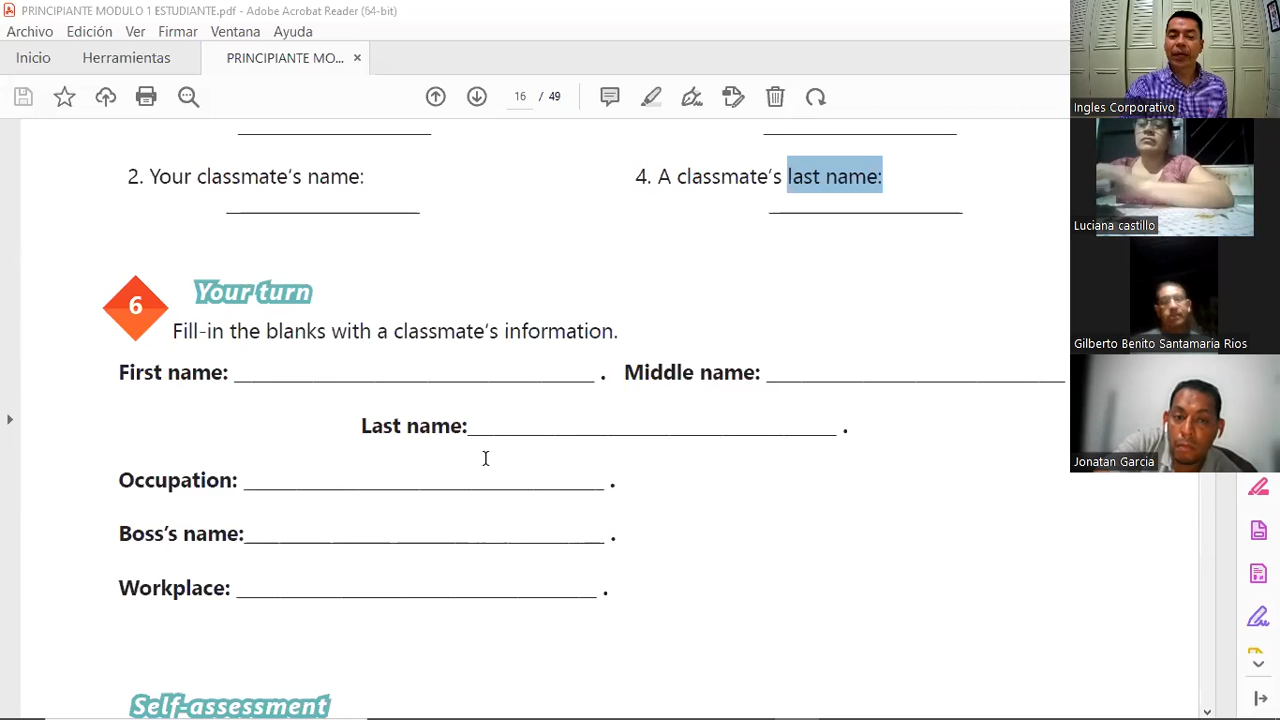 PRINCIPIANTE MODULO 1 ESTUDIANTE.pdf - Adobe Acrobat Reader (64-bit)
Archivo Edición Ver Firmar Ventana Ayuda
Inicio Herramientas PRINCIPIANTE MO... ×
16 / 49
2. Your classmate's name: 4. A classmate's last name:
6 Your turn
Fill-in the blanks with a classmate's information.
First name: . Middle name:
Last name: .
Occupation: .
Boss's name: .
Workplace: .
Self-assessment
Ingles Corporativo
Luciana castillo
Gilberto Benito Santamaria Rios
Jonatan Garcia